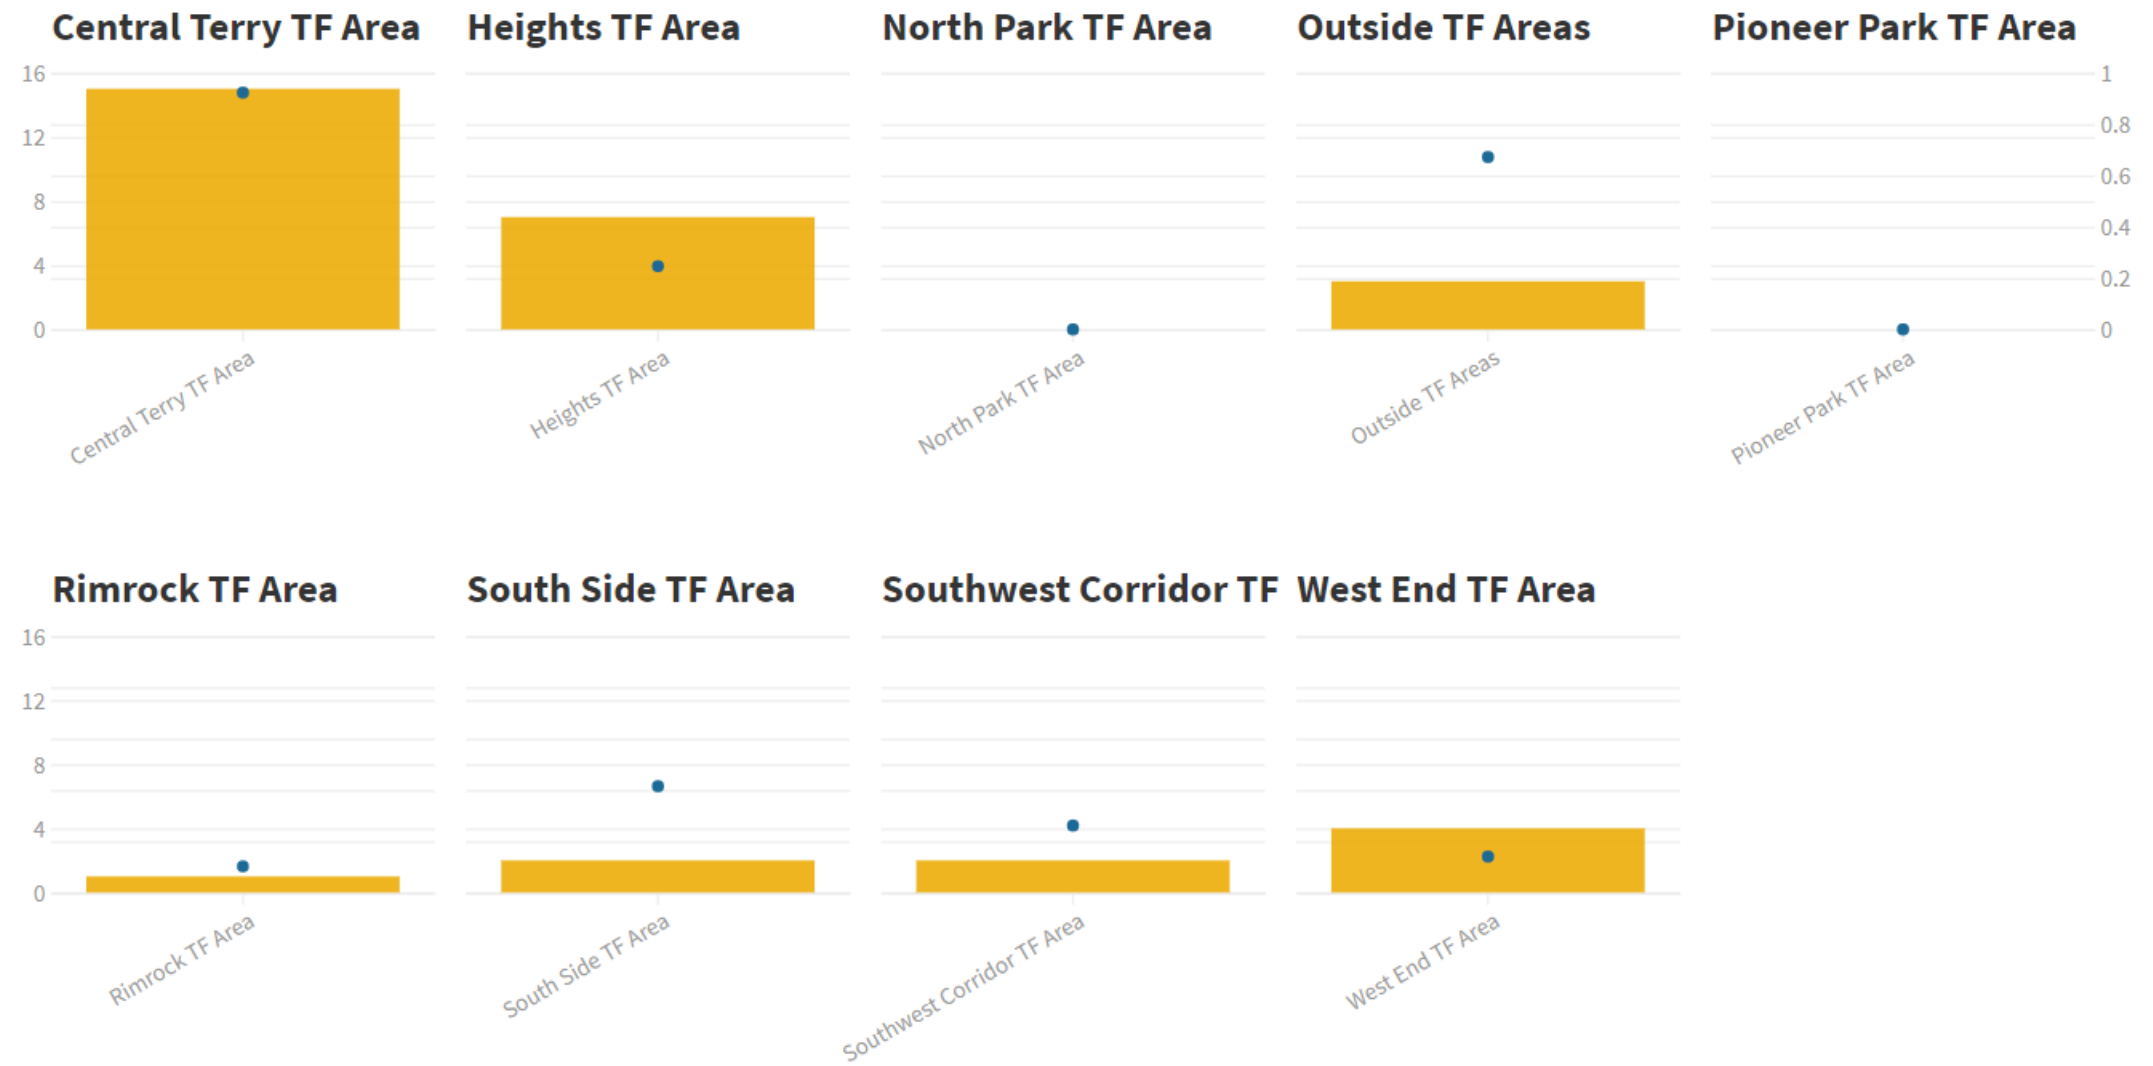 Central Terry TF Area
Heights TF Area
North Park TF Area
Outside TF Areas
Pioneer Park TF Area
16
12
8
4
0
1
0.8
0.6
0.4
0.2
0
Central Terry TF Area
Heights TF Area
North Park TF Area
Outside TF Areas
Pioneer Park TF Area
Rimrock TF Area
South Side TF Area
Southwest Corridor TF
West End TF Area
16
12
8
4
0
Rimrock TF Area
South Side TF Area
Southwest Corridor TF Area
West End TF Area